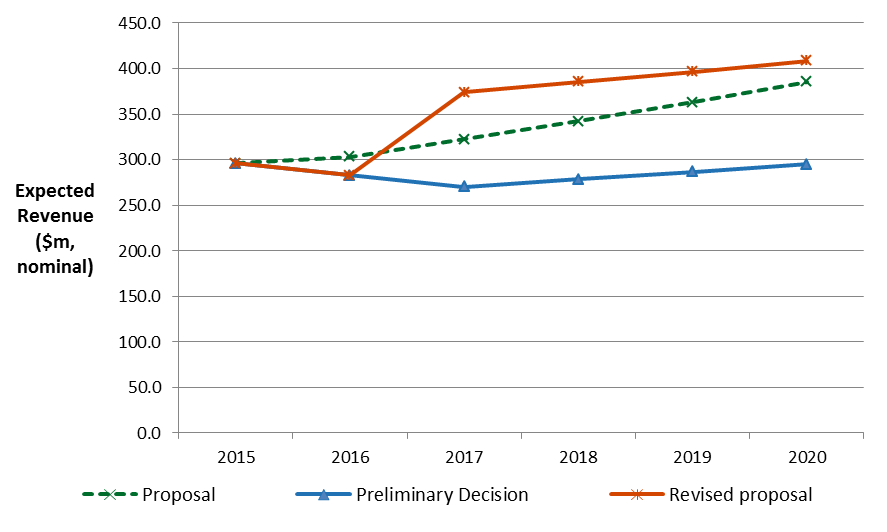 450.0
400.0
350.0
300.0
250.0
200.0
150.0
100.0
50.0
0.0
Expected
Revenue
($m,
nominal)
2015 2016 2017 2018 2019 2020
Proposal Preliminary Decision Revised proposal